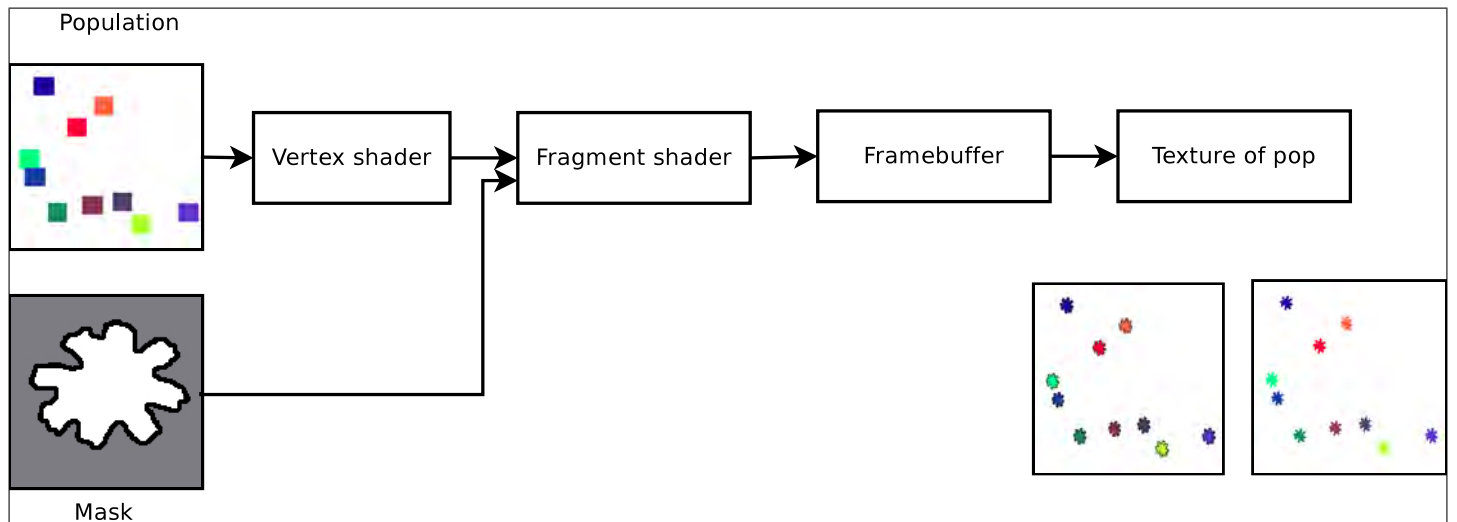 Population
Vertex shader
Fragment shader
Framebuffer
Texture of pop
Mask